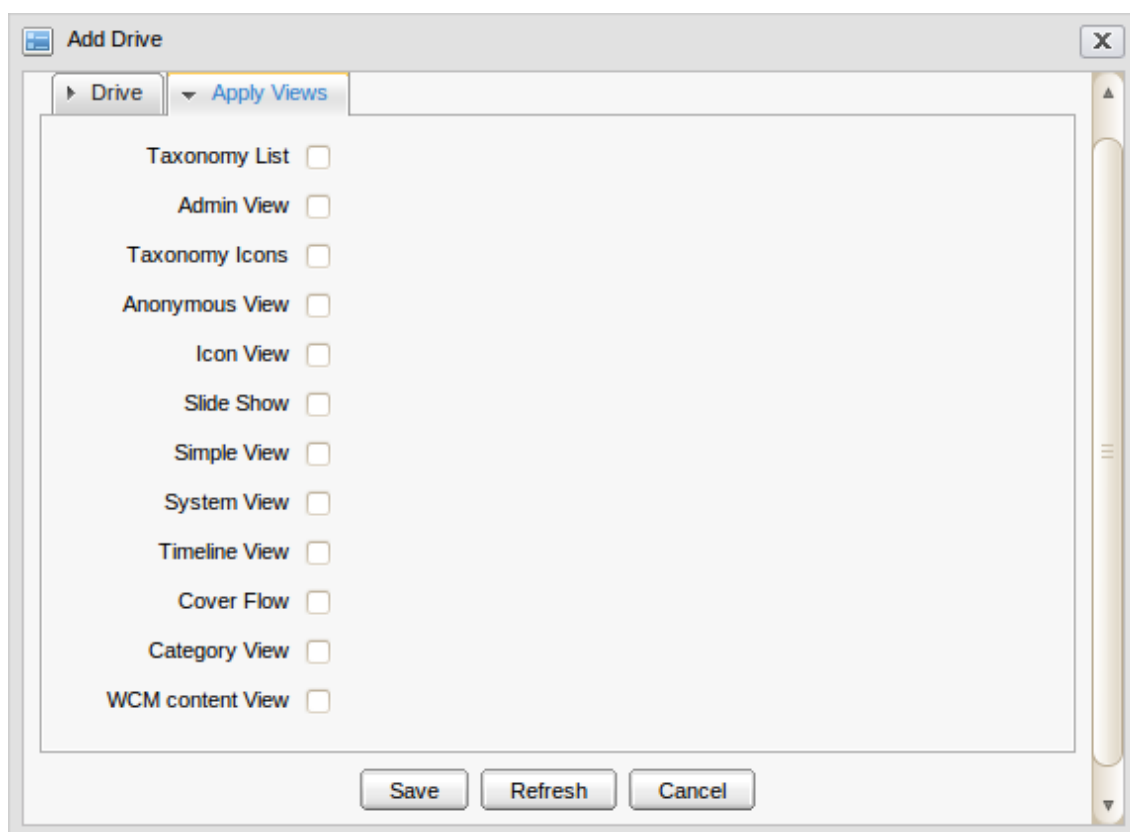 Add Drive
X
Drive
Apply Views
Taxonomy List
Admin View
Taxonomy Icons
Anonymous View
Icon View
Slide Show
Simple View
System View
Timeline View
Cover Flow
Category View
WCM content View
Save
Refresh
Cancel